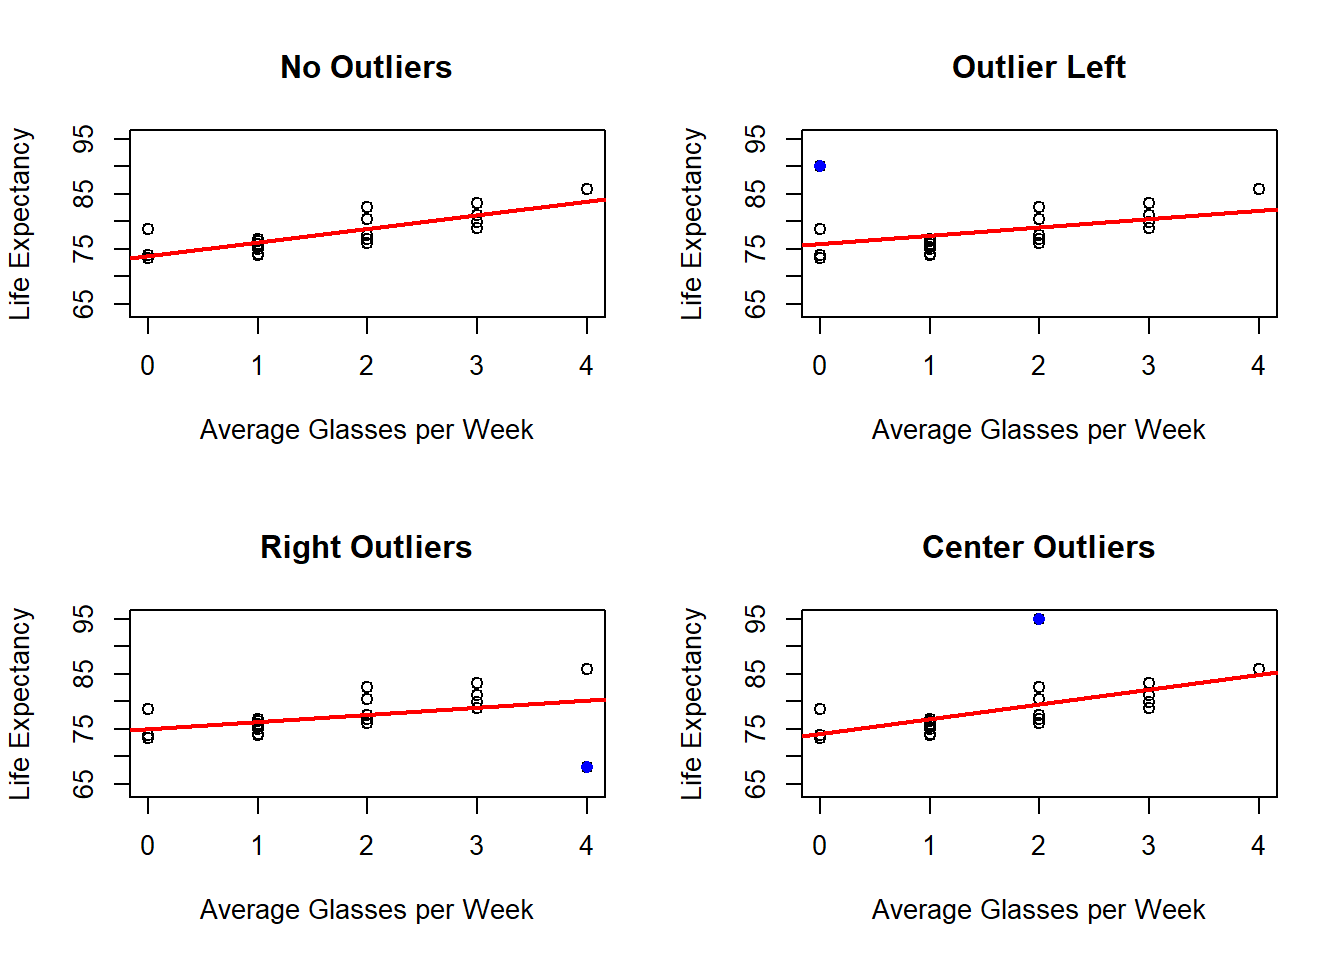 No Outliers
Life Expectancy
95
85
75
65
0 1 2 3 4
Average Glasses per Week
Outlier Left
Life Expectancy
95
85
75
65
0 1 2 3 4
Average Glasses per Week
Right Outliers
Life Expectancy
95
85
75
65
0 1 2 3 4
Average Glasses per Week
Center Outliers
Life Expectancy
95
85
75
65
0 1 2 3 4
Average Glasses per Week